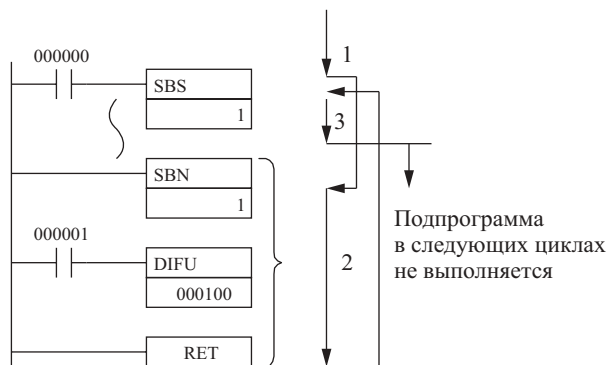 000000
SBS
1
SBN
1
000001
DIFU
000100
RET
1
3
2
Подпрограмма
в следующих циклах
не выполняется